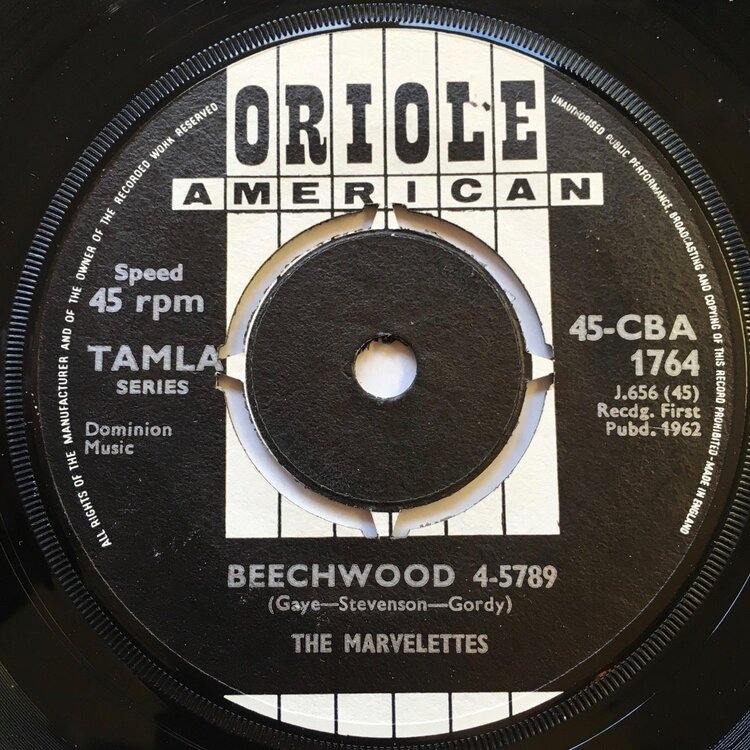 ORIOLE
AMERICAN
ALL RIGHTS OF THE MANUFACTURER AND OF THE OWNER OF THE RECORDED WORK RESERVED
UNAUTHORISED PUBLIC PERFORMANCE, BROADCASTING AND COPYING OF THIS RECORD PROHIBITED - MADE IN ENGLAND
Speed
45 rpm
TAMLA
SERIES
Dominion
Music
45-CBA
1764
J.656 (45)
Recdg. First
Pubd. 1962
BEECHWOOD 4-5789
(Gaye—Stevenson—Gordy)
THE MARVELETTES